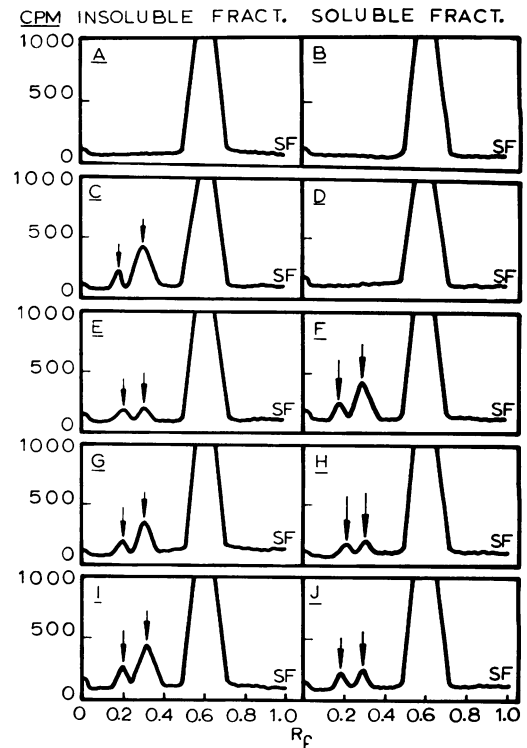 CPM INSOLUBLE FRACT. SOLUBLE FRACT.
1000 A B
500
0 SF SF
1000 C D
500
0 SF SF
1000 E F
500
0 SF SF
1000 G H
500
0 SF SF
1000 I J
500
0 SF SF
0 0.2 0.4 0.6 0.8 1.0 0.2 0.4 0.6 0.8 1.0
Rf